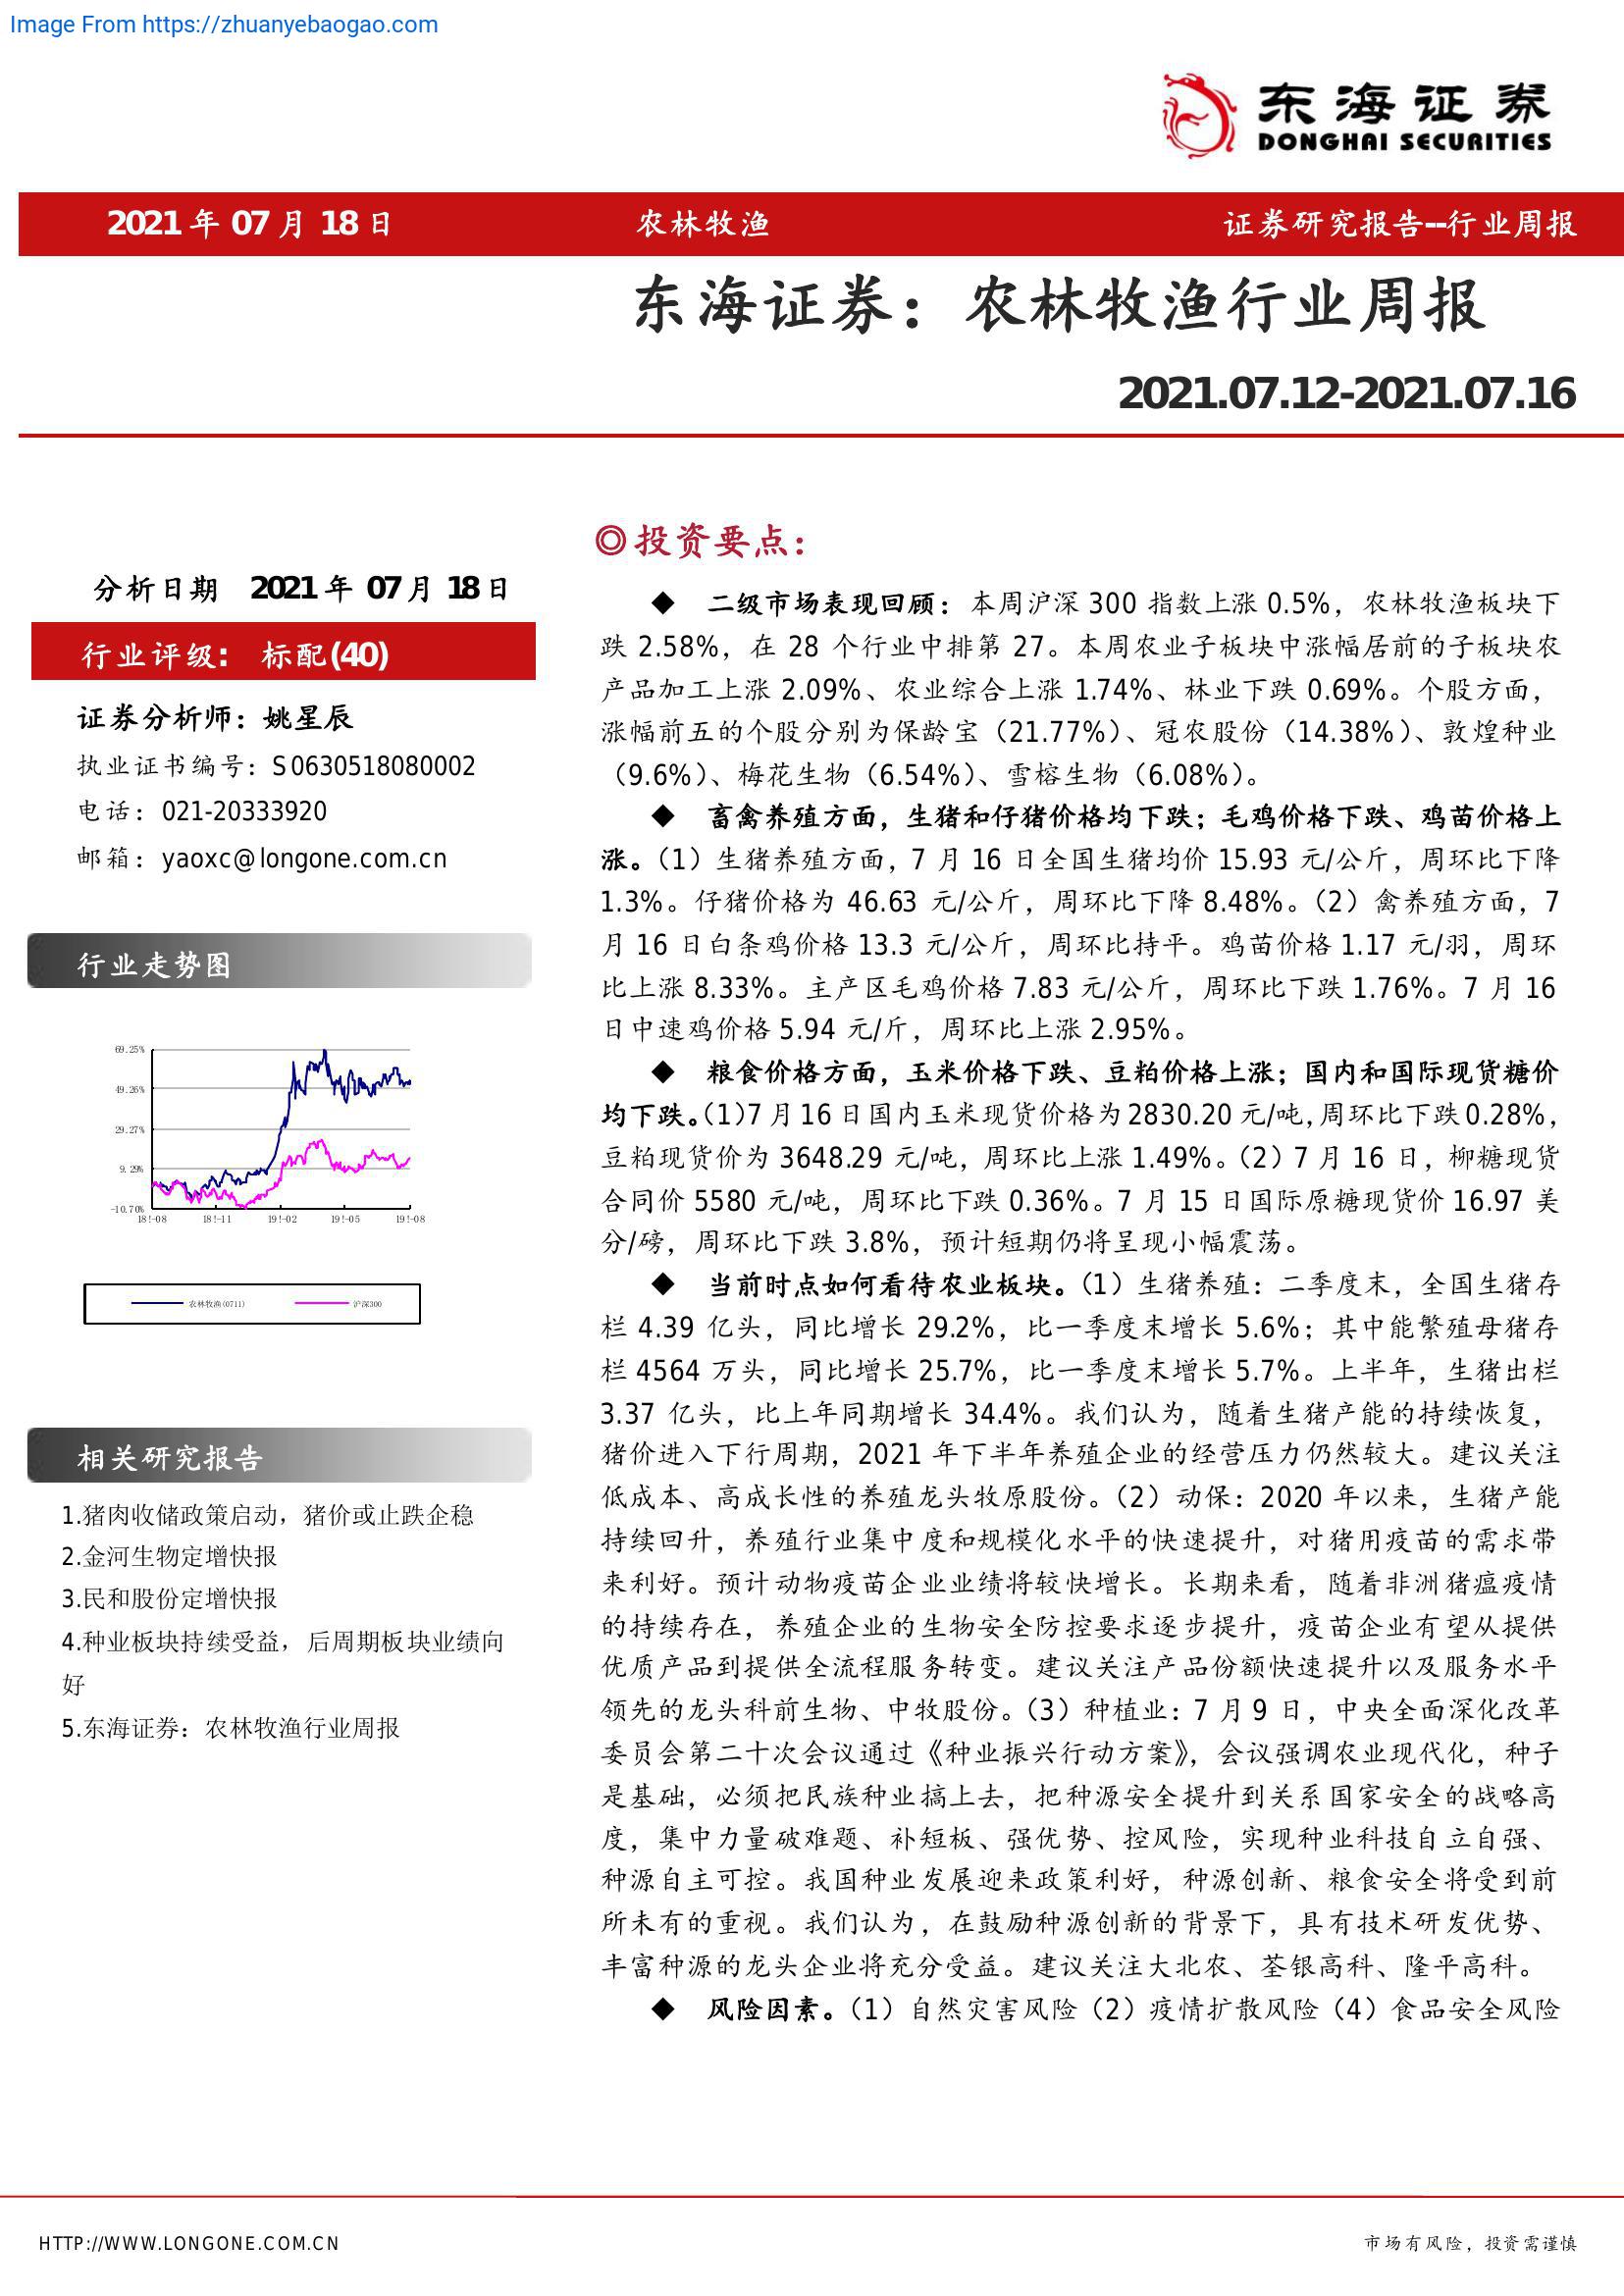 Image From https://zhuanyebaogao.com
东海证券
DONGHAI SECURITIES
2021 年 07 月 18 日 农林牧渔 证券研究报告--行业周报
东海证券：农林牧渔行业周报
2021.07.12-2021.07.16
分析日期 2021 年 07 月 18 日
行业评级: 标配(40)
证券分析师：姚星辰
执业证书编号：S0630518080002
电话：021-20333920
邮箱：yaoxc@longone.com.cn
行业走势图
69.25%
49.26%
29.27%
9.29%
-10.70%
18!-08 18!-11 19!-02 19!-05 19!-08
农林牧渔(0711) 沪深300
相关研究报告
1.猪肉收储政策启动，猪价或止跌企稳
2.金河生物定增快报
3.民和股份定增快报
4.种业板块持续受益，后周期板块业绩向
好
5.东海证券：农林牧渔行业周报
◎投资要点：
◆ 二级市场表现回顾：本周沪深 300 指数上涨 0.5%，农林牧渔板块下
跌 2.58%，在 28 个行业中排第 27。本周农业子板块中涨幅居前的子板块农
产品加工上涨 2.09%、农业综合上涨 1.74%、林业下跌 0.69%。个股方面，
涨幅前五的个股分别为保龄宝（21.77%）、冠农股份（14.38%）、敦煌种业
（9.6%）、梅花生物（6.54%）、雪榕生物（6.08%）。
◆ 畜禽养殖方面，生猪和仔猪价格均下跌；毛鸡价格下跌、鸡苗价格上
涨。（1）生猪养殖方面，7 月 16 日全国生猪均价 15.93 元/公斤，周环比下降
1.3%。仔猪价格为 46.63 元/公斤，周环比下降 8.48%。（2）禽养殖方面，7
月 16 日白条鸡价格 13.3 元/公斤，周环比持平。鸡苗价格 1.17 元/羽，周环
比上涨 8.33%。主产区毛鸡价格 7.83 元/公斤，周环比下跌 1.76%。7 月 16
日中速鸡价格 5.94 元/斤，周环比上涨 2.95%。
◆ 粮食价格方面，玉米价格下跌、豆粕价格上涨；国内和国际现货糖价
均下跌。（1）7 月 16 日国内玉米现货价格为 2830.20 元/吨，周环比下跌 0.28%，
豆粕现货价为 3648.29 元/吨，周环比上涨 1.49%。（2）7 月 16 日，柳糖现货
合同价 5580 元/吨，周环比下跌 0.36%。7 月 15 日国际原糖现货价 16.97 美
分/磅，周环比下跌 3.8%，预计短期仍将呈现小幅震荡。
◆ 当前时点如何看待农业板块。（1）生猪养殖：二季度末，全国生猪存
栏 4.39 亿头，同比增长 29.2%，比一季度末增长 5.6%；其中能繁殖母猪存
栏 4564 万头，同比增长 25.7%，比一季度末增长 5.7%。上半年，生猪出栏
3.37 亿头，比上年同期增长 34.4%。我们认为，随着生猪产能的持续恢复，
猪价进入下行周期，2021 年下半年养殖企业的经营压力仍然较大。建议关注
低成本、高成长性的养殖龙头牧原股份。（2）动保：2020 年以来，生猪产能
持续回升，养殖行业集中度和规模化水平的快速提升，对猪用疫苗的需求带
来利好。预计动物疫苗企业业绩将较快增长。长期来看，随着非洲猪瘟疫情
的持续存在，养殖企业的生物安全防控要求逐步提升，疫苗企业有望从提供
优质产品到提供全流程服务转变。建议关注产品份额快速提升以及服务水平
领先的龙头科前生物、中牧股份。（3）种植业：7 月 9 日，中央全面深化改革
委员会第二十次会议通过《种业振兴行动方案》，会议强调农业现代化，种子
是基础，必须把民族种业搞上去，把种源安全提升到关系国家安全的战略高
度，集中力量破难题、补短板、强优势、控风险，实现种业科技自立自强、
种源自主可控。我国种业发展迎来政策利好，种源创新、粮食安全将受到前
所未有的重视。我们认为，在鼓励种源创新的背景下，具有技术研发优势、
丰富种源的龙头企业将充分受益。建议关注大北农、荃银高科、隆平高科。
◆ 风险因素。（1）自然灾害风险（2）疫情扩散风险（4）食品安全风险
HTTP://WWW.LONGONE.COM.CN 市场有风险，投资需谨慎